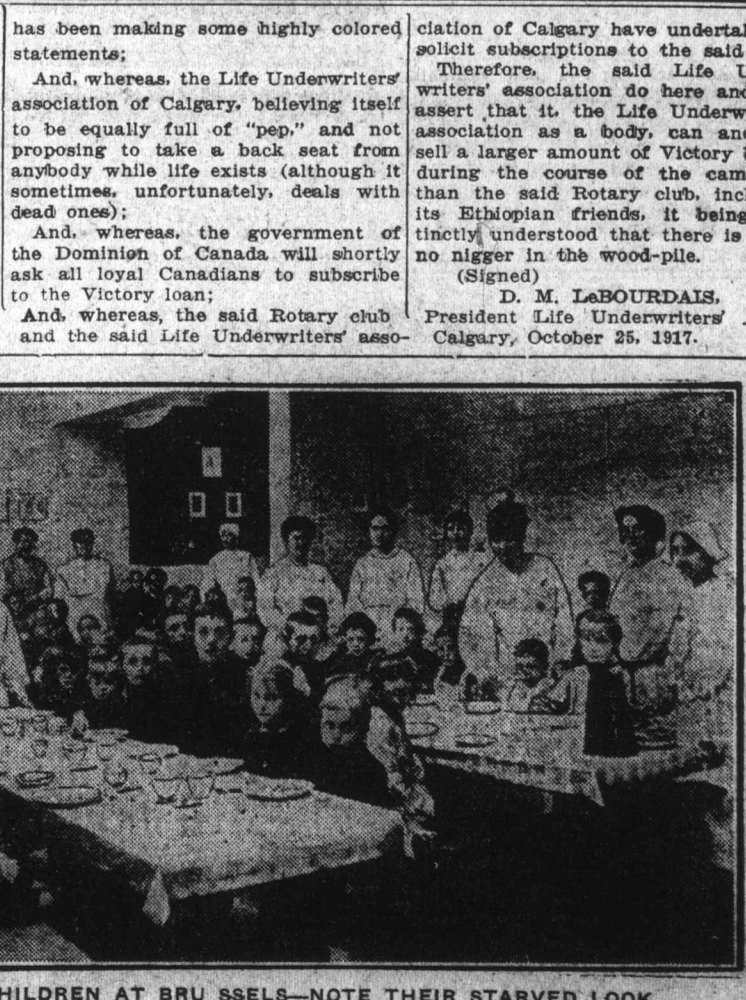 has been making some highly colored
statements;
And, whereas, the Life Underwriters'
association of Calgary, believing itself
to be equally full of "pep," and not
proposing to take a back seat from
anybody while life exists (although it
sometimes, unfortunately, deals with
dead ones);
And, whereas, the government of
the Dominion of Canada will shortly
ask all loyal Canadians to subscribe
to the Victory loan;
And, whereas, the said Rotary club
and the said Life Underwriters' asso-
ciation of Calgary have underta
solicit subscriptions to the said
Therefore, the said Life U
writers' association do here and
assert that it, the Life Underw
association as a body, can and
sell a larger amount of Victory
during the course of the cam
than the said Rotary club, incl
its Ethiopian friends, it being
tinctly understood that there is
no nigger in the wood-pile.
(Signed)
D. M. LeBOURDAIS,
President Life Underwriters'
Calgary, October 25, 1917.
HILDREN AT BRU SSELS—NOTE THEIR STARVED LOOK